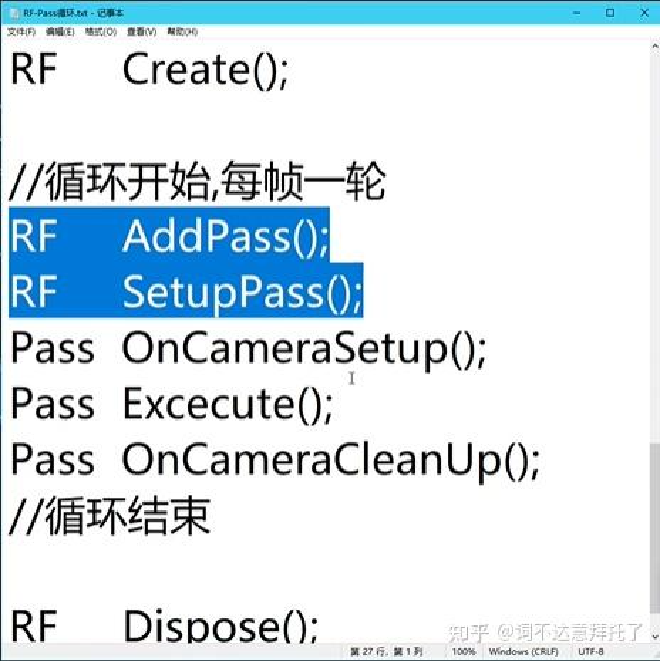 RF-Pass循环.txt - 记事本
文件(F) 编辑(E) 格式(O) 查看(V) 帮助(H)
RF Create();
//循环开始,每帧一轮
RF AddPass();
RF SetupPass();
Pass OnCameraSetup();
Pass Excecute();
Pass OnCameraCleanUp();
//循环结束
RF Dispose();
知乎 @词不达意拜托了
第 27 行, 第 1 列 100% Windows (CRLF) UTF-8